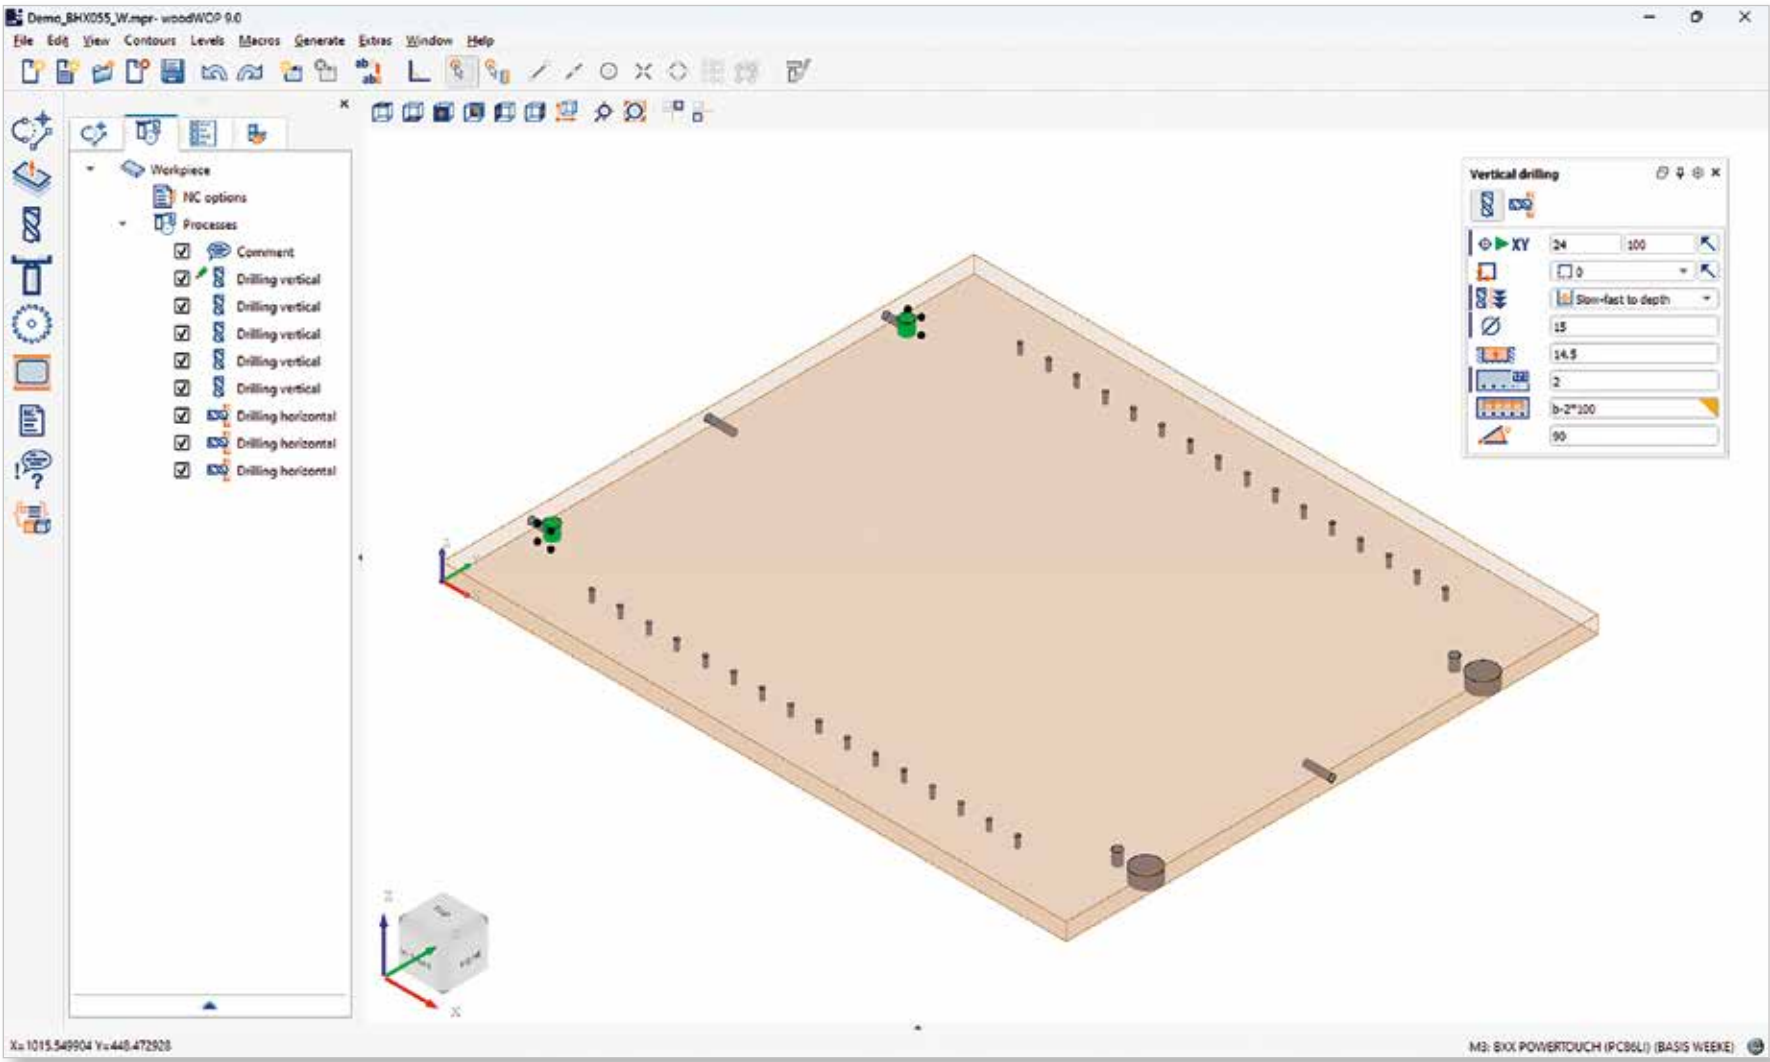 Demo_BHX055_W.mpr- woodWOP 9.0
File Edit View Contours Levels Macros Generate Extras Window Help
ab
ab
Workpiece
NC options
Processes
Comment
Drilling vertical
Drilling vertical
Drilling vertical
Drilling vertical
Drilling vertical
Drilling horizontal
Drilling horizontal
Drilling horizontal
Vertical drilling
XY 24 100
0
Slow-fast to depth
15
14.5
2
b-2*100
90
Z
X
X=1015.549904 Y=448.472928
M3: BXX POWERTOUCH (PC86LI) (BASIS WEEKE)